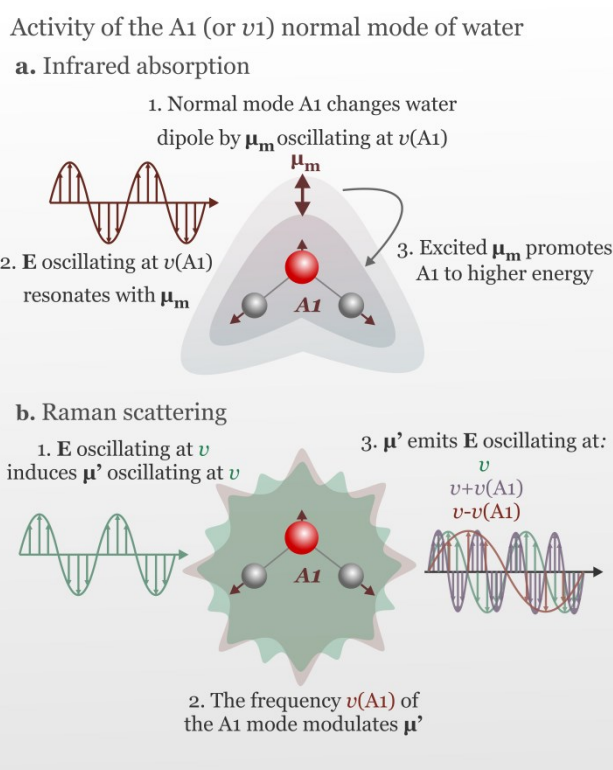 Activity of the A1 (or ν1) normal mode of water
a. Infrared absorption
1. Normal mode A1 changes water
dipole by μm oscillating at ν(A1)
μm
2. E oscillating at ν(A1)
resonates with μm
3. Excited μm promotes
A1 to higher energy
A1
b. Raman scattering
1. E oscillating at ν
induces μ’ oscillating at ν
3. μ’ emits E oscillating at:
ν
ν+ν(A1)
ν-ν(A1)
A1
2. The frequency ν(A1) of
the A1 mode modulates μ’